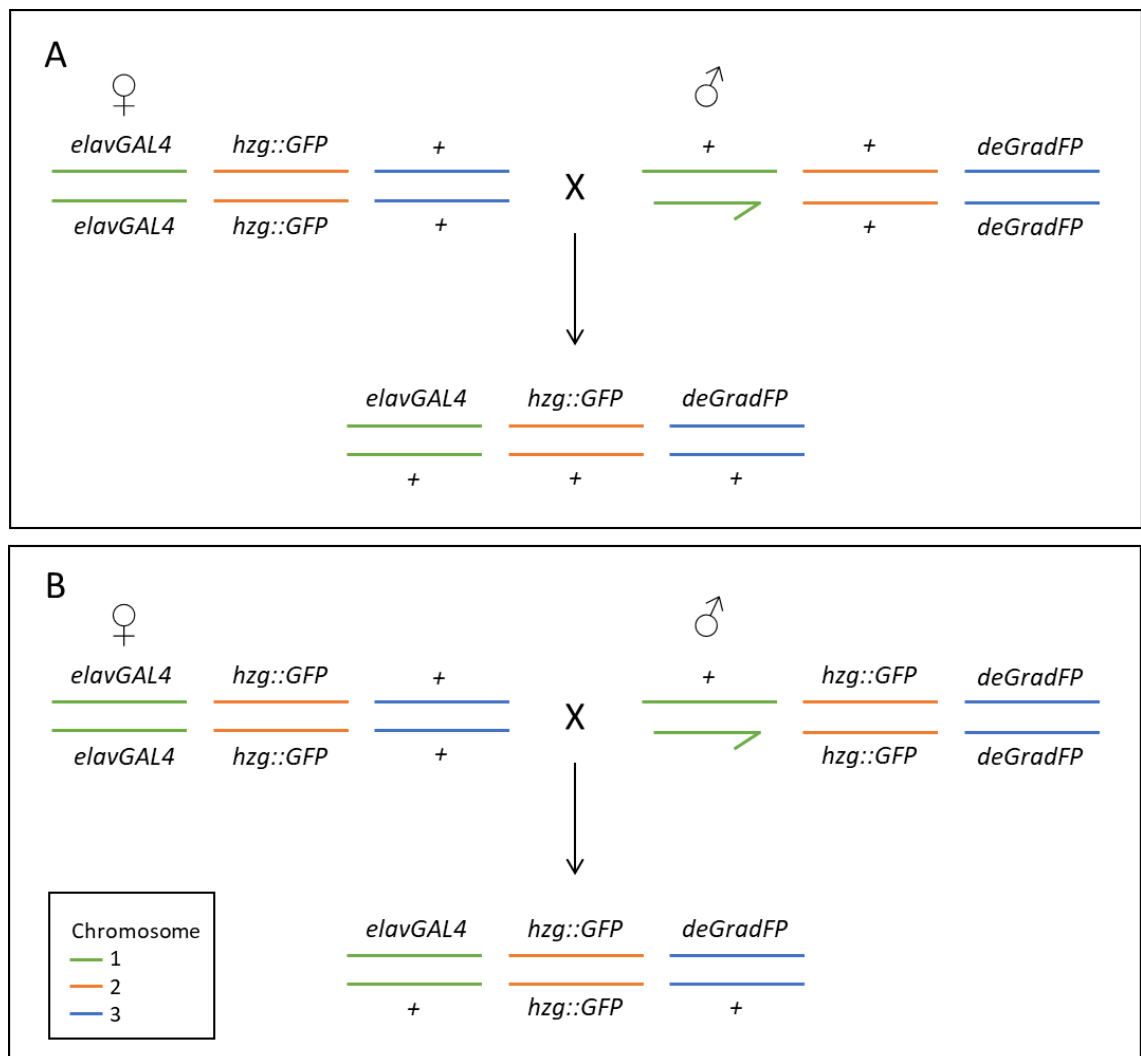 A
♀ ♂
elavGAL4 hzg::GFP + + + deGradFP
X
elavGAL4 hzg::GFP + + deGradFP
elavGAL4 hzg::GFP deGradFP
+ + +
B
♀ ♂
elavGAL4 hzg::GFP + + hzg::GFP deGradFP
X
elavGAL4 hzg::GFP + hzg::GFP deGradFP
elavGAL4 hzg::GFP deGradFP
+ hzg::GFP +
Chromosome
1
2
3